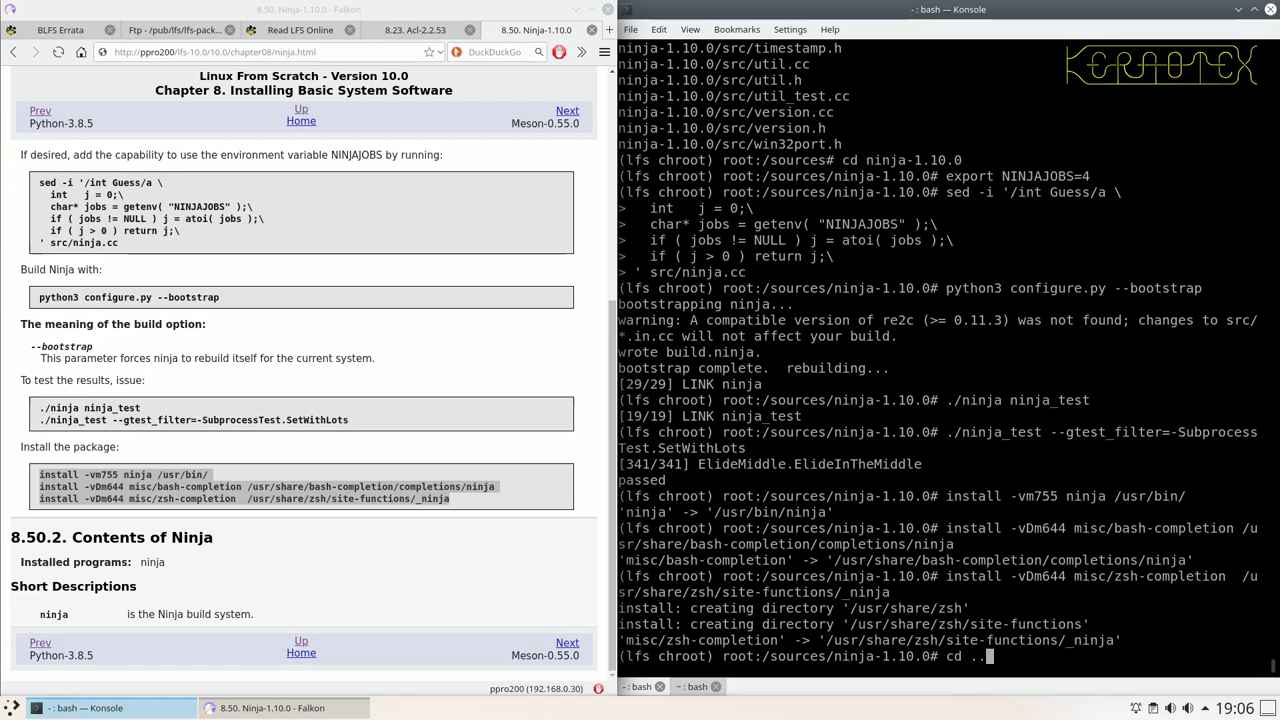 8.50. Ninja-1.10.0 - Falkon
BLFS Errata
Ftp - /pub/lfs/lfs-pack...
Read LFS Online
8.23. Acl-2.2.53
8.50. Ninja-1.10.0
http://ppro200/lfs-10.0/10.0/chapter08/ninja.html
DuckDuckGo
Linux From Scratch - Version 10.0
Chapter 8. Installing Basic System Software
Prev
Up
Next
Python-3.8.5
Home
Meson-0.55.0
If desired, add the capability to use the environment variable NINJAJOBS by running:
sed -i '/int Guess/a \
int   j = 0;\
char* jobs = getenv( "NINJAJOBS" );\
if ( jobs != NULL ) j = atoi( jobs );\
if ( j > 0 ) return j;\
' src/ninja.cc
Build Ninja with:
python3 configure.py --bootstrap
The meaning of the build option:
--bootstrap
This parameter forces ninja to rebuild itself for the current system.
To test the results, issue:
./ninja ninja_test
./ninja_test --gtest_filter=-SubprocessTest.SetWithLots
Install the package:
install -vm755 ninja /usr/bin/
install -vDm644 misc/bash-completion /usr/share/bash-completion/completions/ninja
install -vDm644 misc/zsh-completion  /usr/share/zsh/site-functions/_ninja
8.50.2. Contents of Ninja
Installed programs: ninja
Short Descriptions
ninja is the Ninja build system.
Prev
Up
Next
Python-3.8.5
Home
Meson-0.55.0
ppro200 (192.168.0.30)
- : bash — Konsole
File Edit View Bookmarks Settings Help
KERAOTEX
ninja-1.10.0/src/timestamp.h
ninja-1.10.0/src/util.cc
ninja-1.10.0/src/util.h
ninja-1.10.0/src/util_test.cc
ninja-1.10.0/src/version.cc
ninja-1.10.0/src/version.h
ninja-1.10.0/src/win32port.h
(lfs chroot) root:/sources# cd ninja-1.10.0
(lfs chroot) root:/sources/ninja-1.10.0# export NINJAJOBS=4
(lfs chroot) root:/sources/ninja-1.10.0# sed -i '/int Guess/a \
>   int   j = 0;\
>   char* jobs = getenv( "NINJAJOBS" );\
>   if ( jobs != NULL ) j = atoi( jobs );\
>   if ( j > 0 ) return j;\
> ' src/ninja.cc
(lfs chroot) root:/sources/ninja-1.10.0# python3 configure.py --bootstrap
bootstrapping ninja...
warning: A compatible version of re2c (>= 0.11.3) was not found; changes to src/
*.in.cc will not affect your build.
wrote build.ninja.
bootstrap complete.  rebuilding...
[29/29] LINK ninja
(lfs chroot) root:/sources/ninja-1.10.0# ./ninja ninja_test
[19/19] LINK ninja_test
(lfs chroot) root:/sources/ninja-1.10.0# ./ninja_test --gtest_filter=-Subprocess
Test.SetWithLots
[341/341] ElideMiddle.ElideInTheMiddle
passed
(lfs chroot) root:/sources/ninja-1.10.0# install -vm755 ninja /usr/bin/
'ninja' -> '/usr/bin/ninja'
(lfs chroot) root:/sources/ninja-1.10.0# install -vDm644 misc/bash-completion /u
sr/share/bash-completion/completions/ninja
'misc/bash-completion' -> '/usr/share/bash-completion/completions/ninja'
(lfs chroot) root:/sources/ninja-1.10.0# install -vDm644 misc/zsh-completion  /u
sr/share/zsh/site-functions/_ninja
install: creating directory '/usr/share/zsh'
install: creating directory '/usr/share/zsh/site-functions'
'misc/zsh-completion' -> '/usr/share/zsh/site-functions/_ninja'
(lfs chroot) root:/sources/ninja-1.10.0# cd ..
- : bash
~ : bash
- : bash — Konsole
8.50. Ninja-1.10.0 - Falkon
19:06